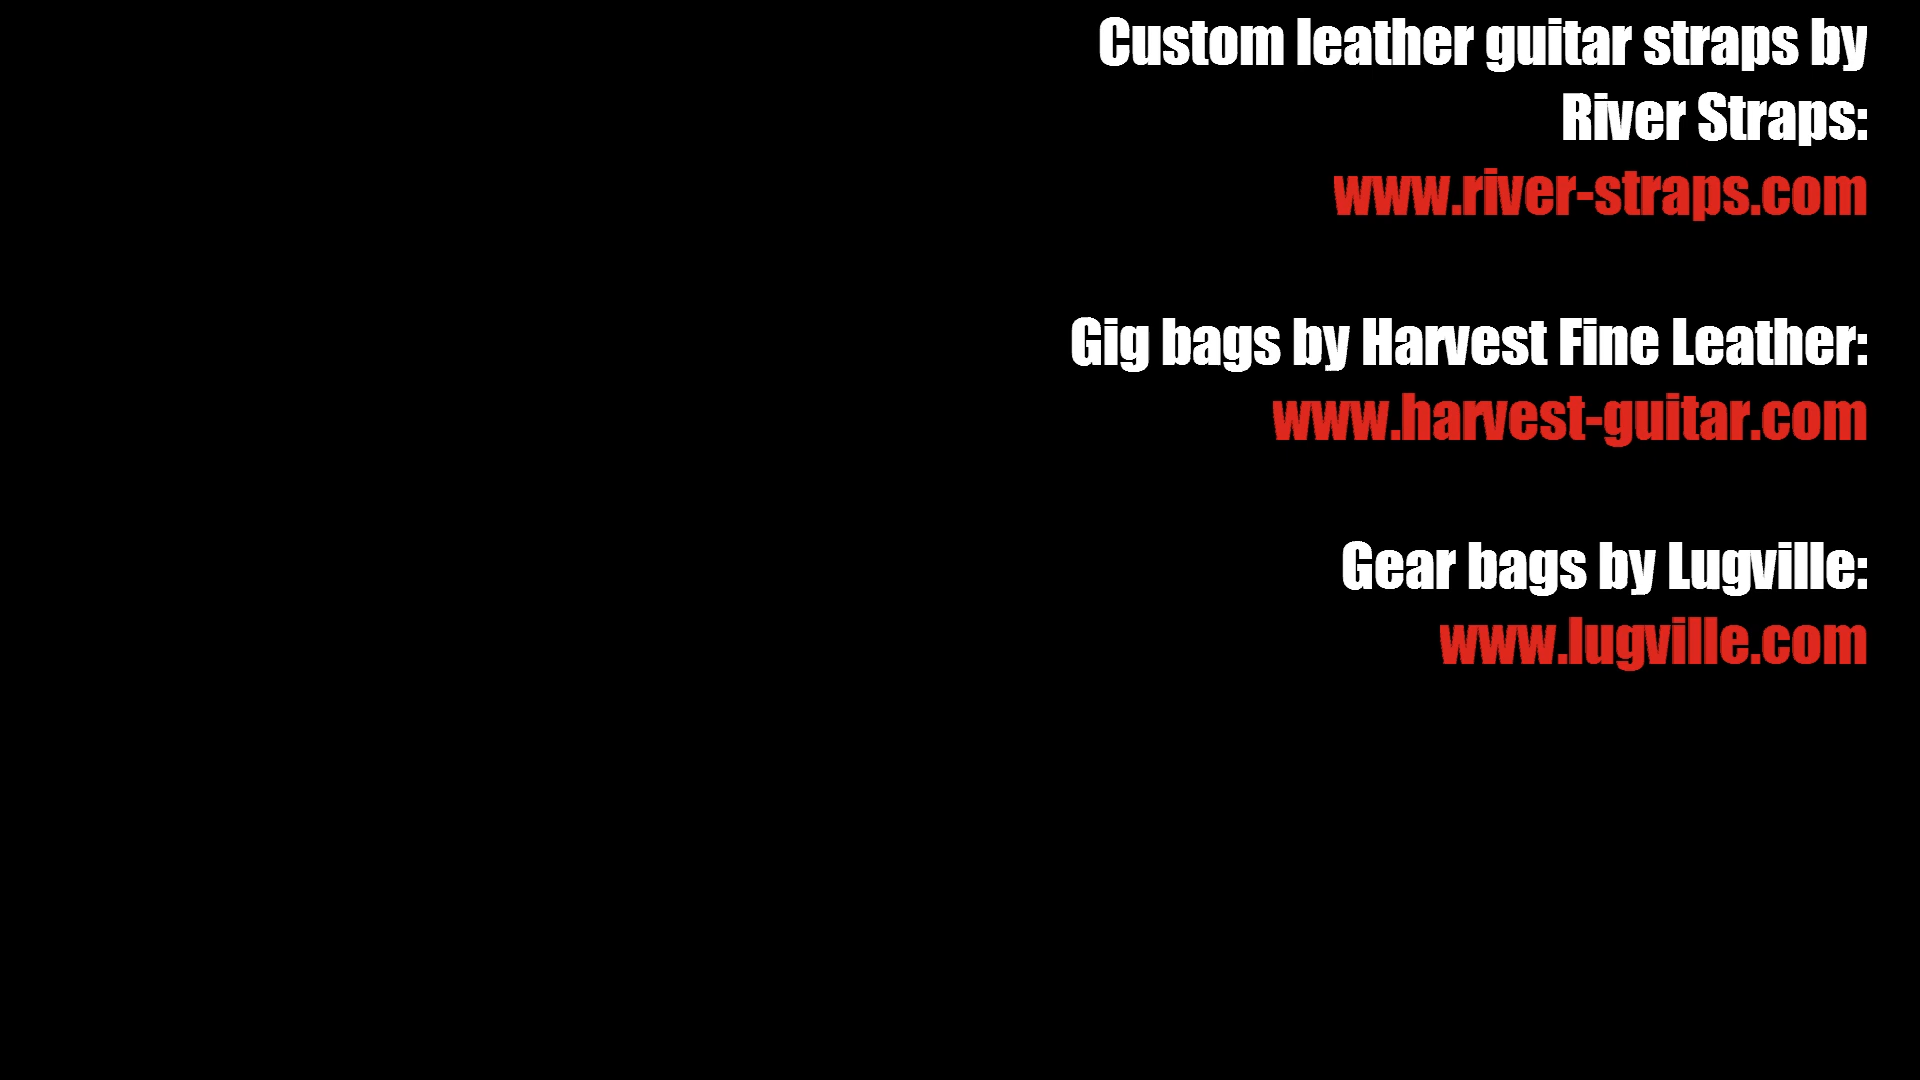 Custom leather guitar straps by
River Straps:
www.river-straps.com
Gig bags by Harvest Fine Leather:
www.harvest-guitar.com
Gear bags by Lugville:
www.lugville.com